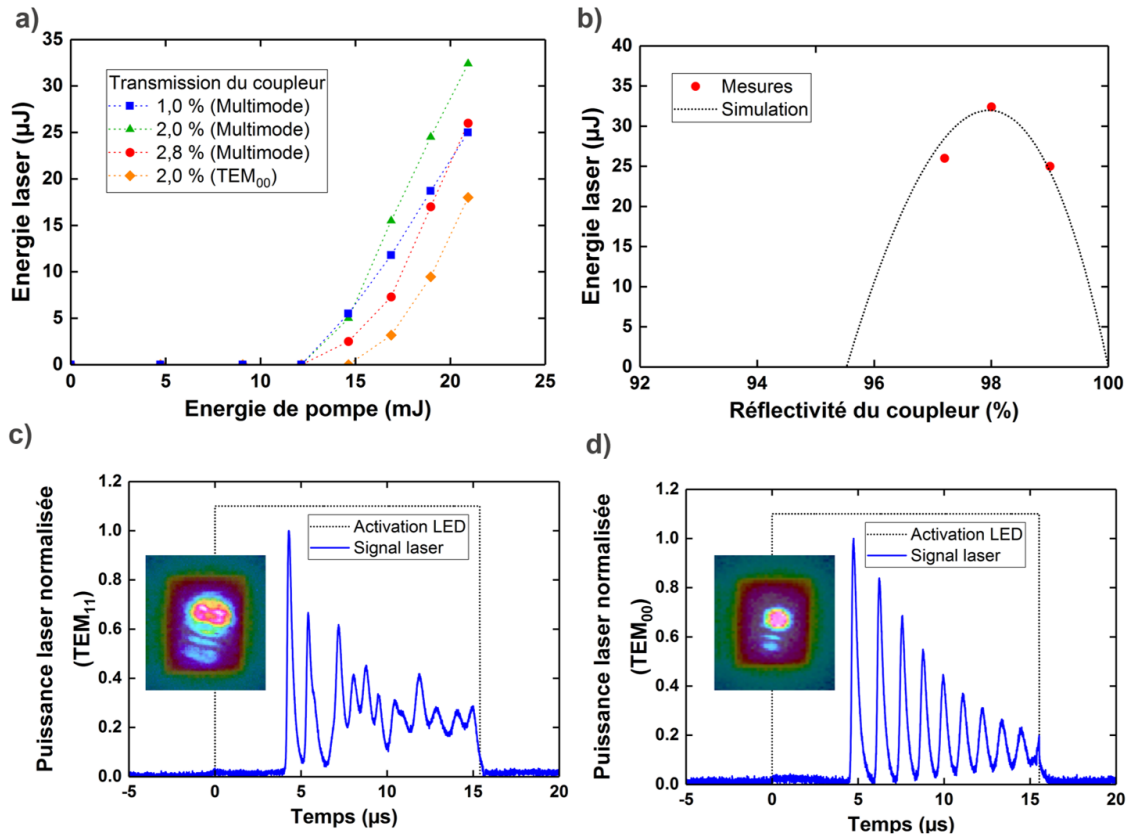 a)
Energie laser (µJ)
35
30
25
20
15
10
5
0
Transmission du coupleur
1,0 % (Multimode)
2,0 % (Multimode)
2,8 % (Multimode)
2,0 % (TEM00)
0 5 10 15 20 25
Energie de pompe (mJ)
b)
Energie laser (µJ)
40
35
30
25
20
15
10
5
0
Mesures
Simulation
92 94 96 98 100
Réflectivité du coupleur (%)
c)
Puissance laser normalisée
(TEM11)
1.2
1.0
0.8
0.6
0.4
0.2
0.0
Activation LED
Signal laser
-5 0 5 10 15 20
Temps (µs)
d)
Puissance laser normalisée
(TEM00)
1.2
1.0
0.8
0.6
0.4
0.2
0.0
Activation LED
Signal laser
-5 0 5 10 15 20
Temps (µs)